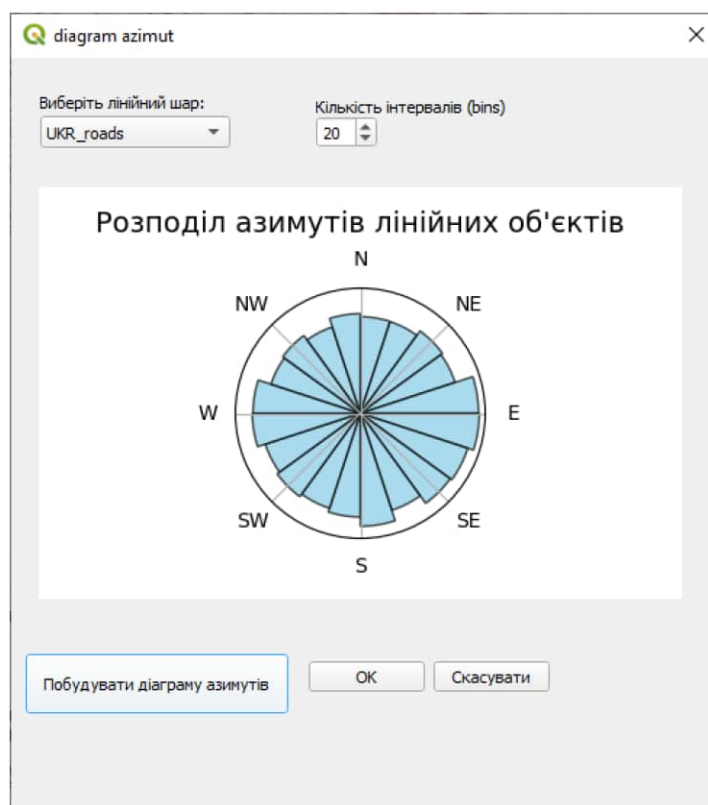 diagram azimut
Виберіть лінійний шар:
Кількість інтервалів (bins)
UKR_roads
20
Розподіл азимутів лінійних об'єктів
N
NW
NE
W
E
SW
SE
S
Побудувати діаграму азимутів
OK
Скасувати